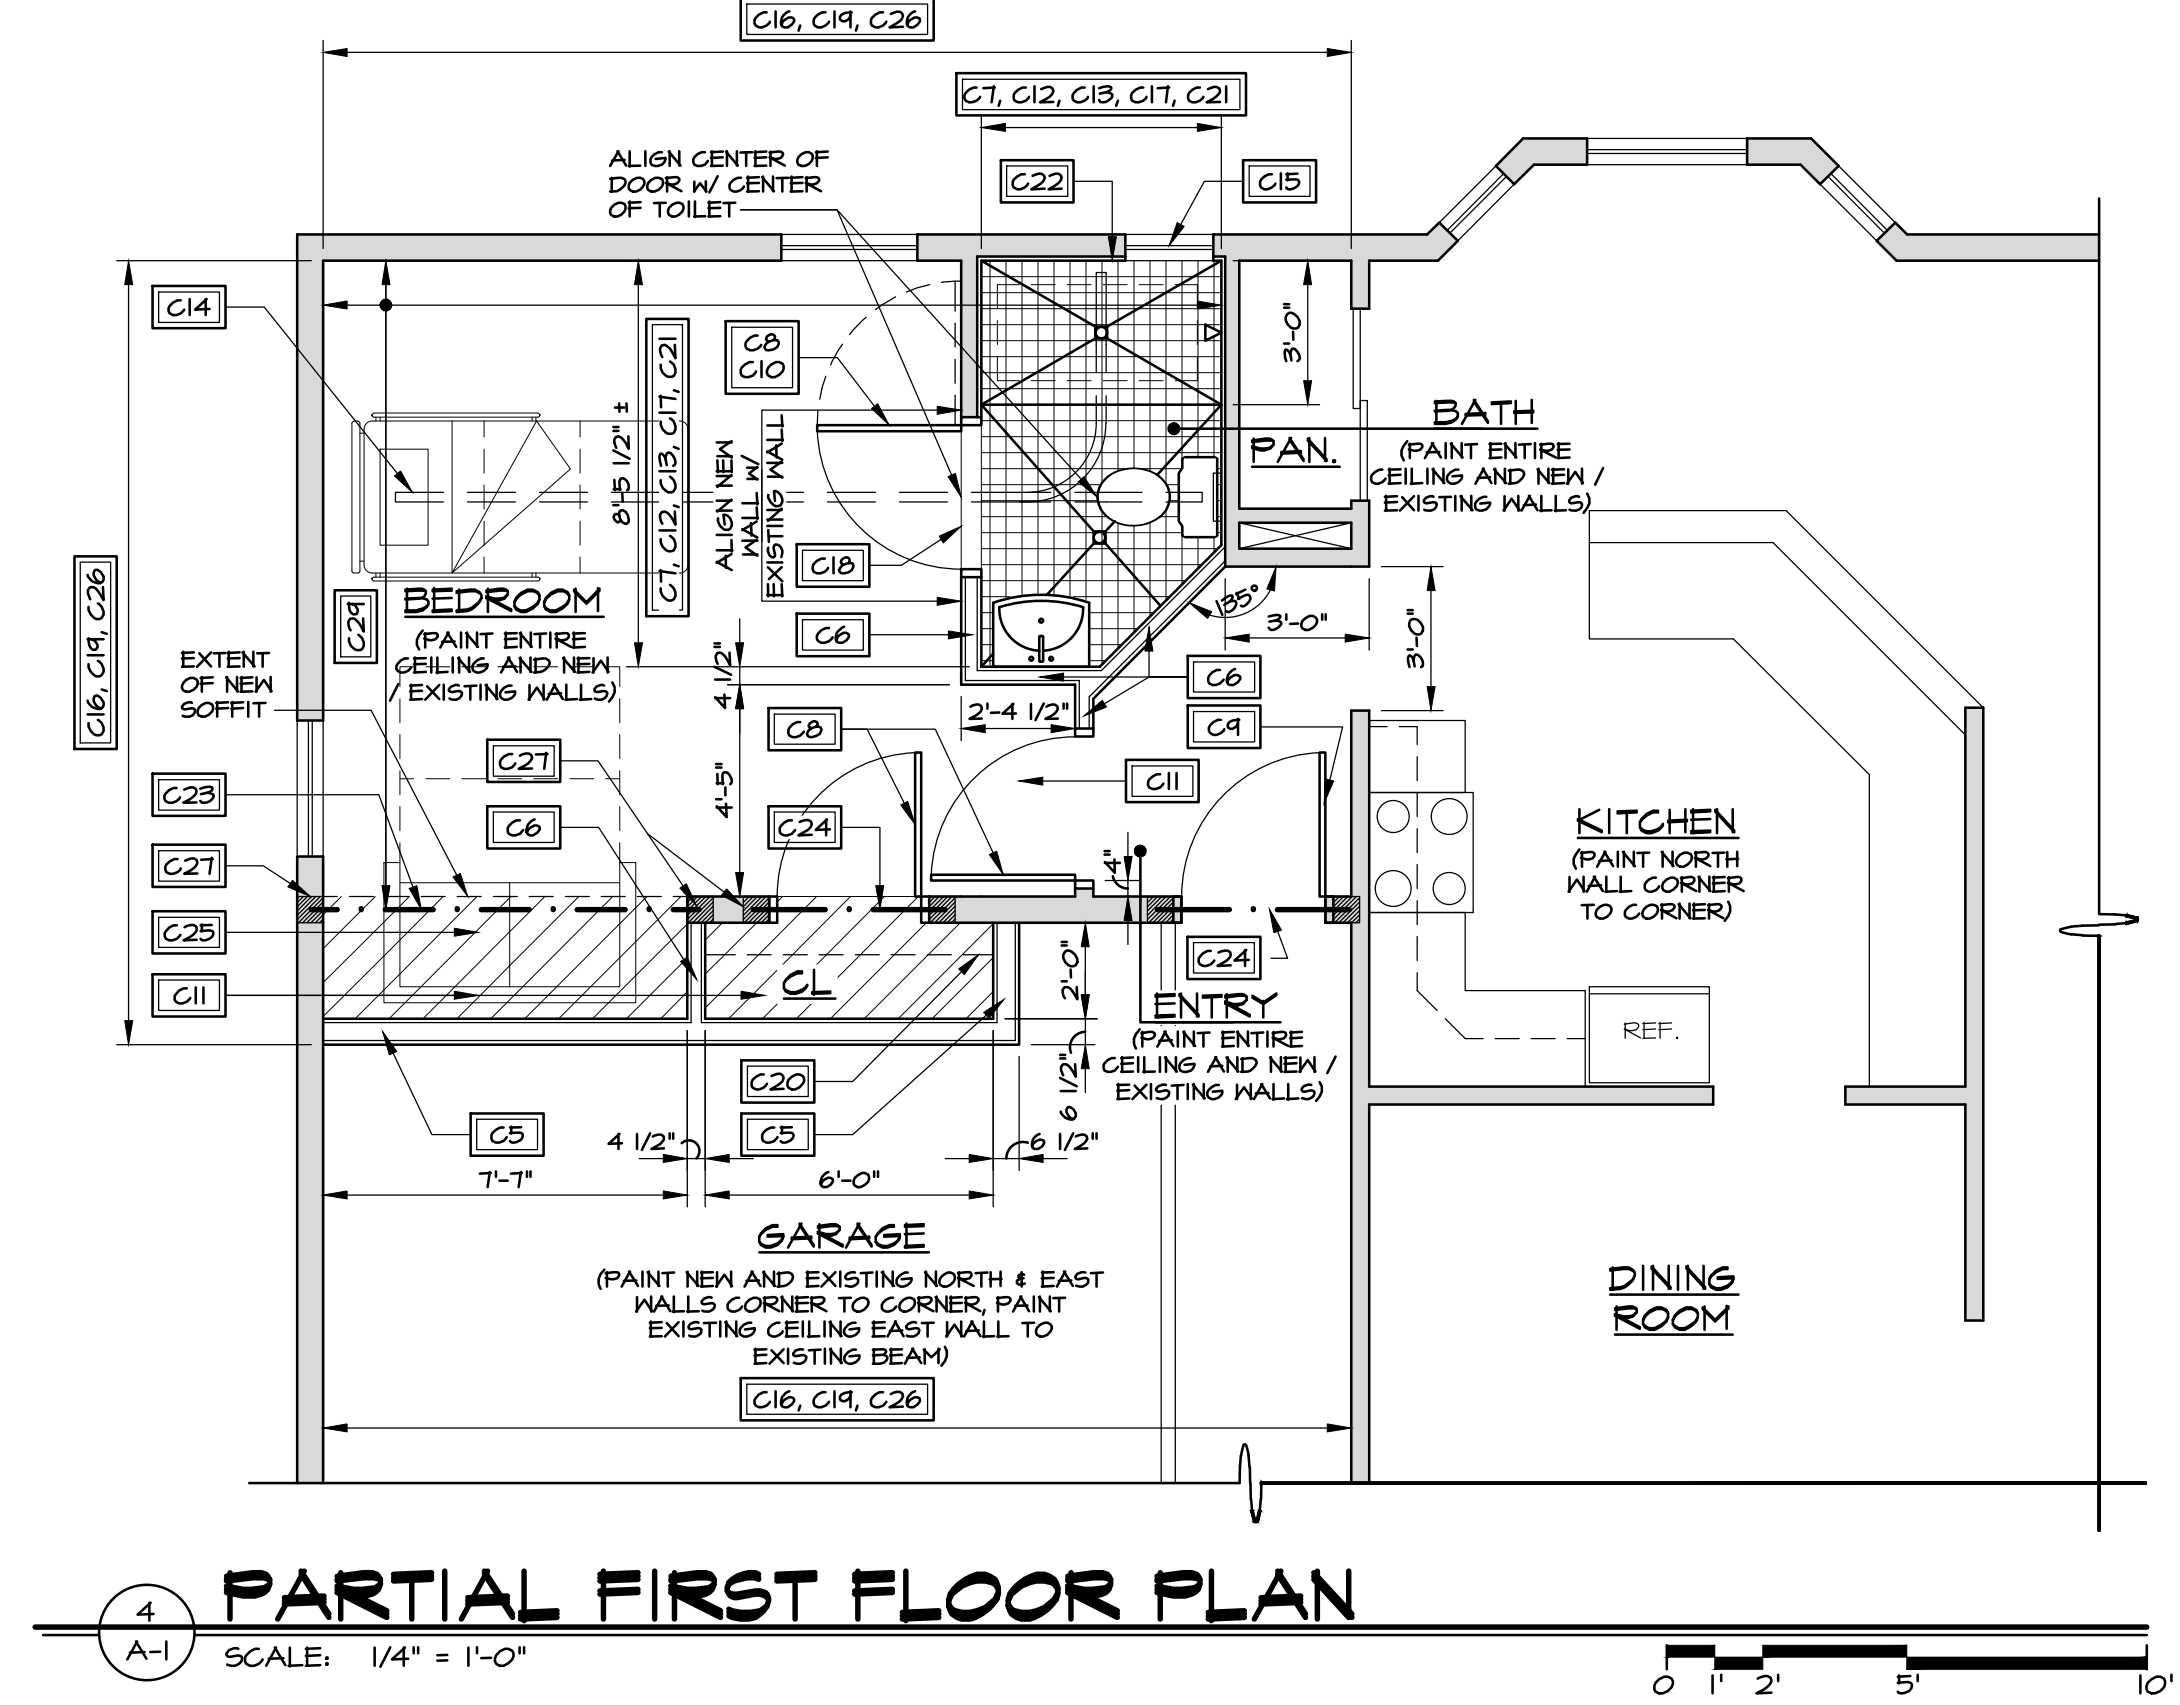 C16, C19, C26
C7, C12, C13, C17, C21
ALIGN CENTER OF
DOOR W/ CENTER
OF TOILET
C22
C15
C14
C8
C10
3'-0"
8'-5 1/2" ±
C7, C12, C13, C17, C21
ALIGN NEW
WALL W/
EXISTING WALL
BATH
(PAINT ENTIRE
CEILING AND NEW /
EXISTING WALLS)
PAN.
C18
C16, C19, C26
C29
BEDROOM
(PAINT ENTIRE
CEILING AND NEW
/ EXISTING WALLS)
C6
135°
3'-0"
3'-0"
EXTENT
OF NEW
SOFFIT
4 1/2"
C6
2'-4 1/2"
C8
C9
C27
C11
C23
4'-5"
C6
C24
KITCHEN
(PAINT NORTH
WALL CORNER
TO CORNER)
C27
4"
C25
C24
C11
CL
2'-0"
ENTRY
(PAINT ENTIRE
CEILING AND NEW /
EXISTING WALLS)
REF.
C20
6 1/2"
C5
4 1/2"
C5
6 1/2"
7'-7"
6'-0"
GARAGE
(PAINT NEW AND EXISTING NORTH & EAST
WALLS CORNER TO CORNER, PAINT
EXISTING CEILING EAST WALL TO
EXISTING BEAM)
DINING
ROOM
C16, C19, C26
4
A-1
PARTIAL FIRST FLOOR PLAN
SCALE: 1/4" = 1'-0"
0 1' 2' 5' 10'